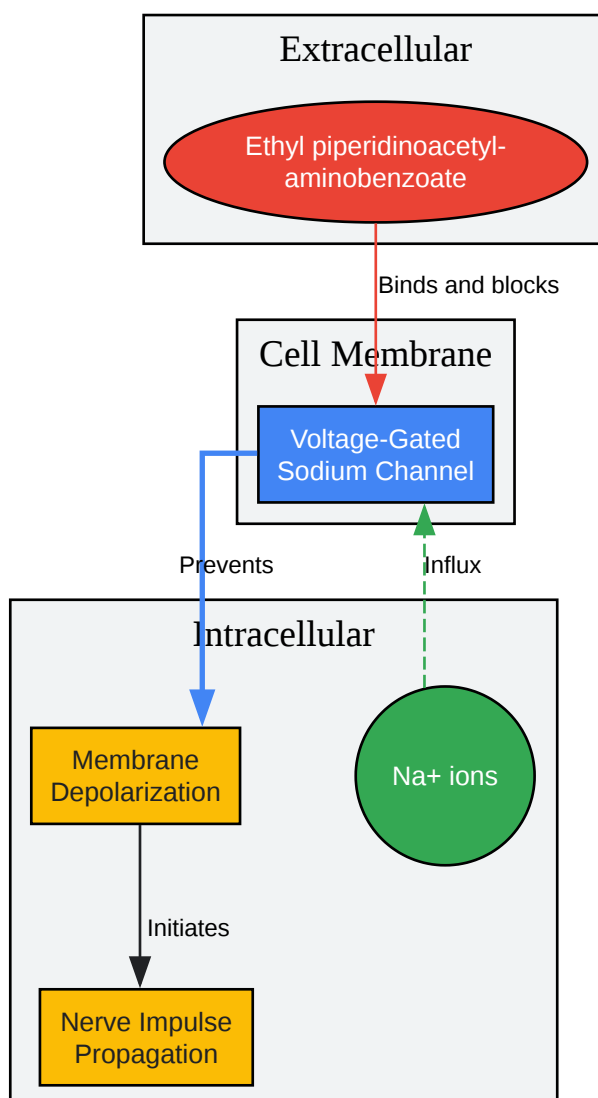 Extracellular
Ethyl piperidinoacetyl-
aminobenzoate
Binds and blocks
Cell Membrane
Voltage-Gated
Sodium Channel
Prevents
Influx
Intracellular
Membrane
Depolarization
Na+ ions
Initiates
Nerve Impulse
Propagation